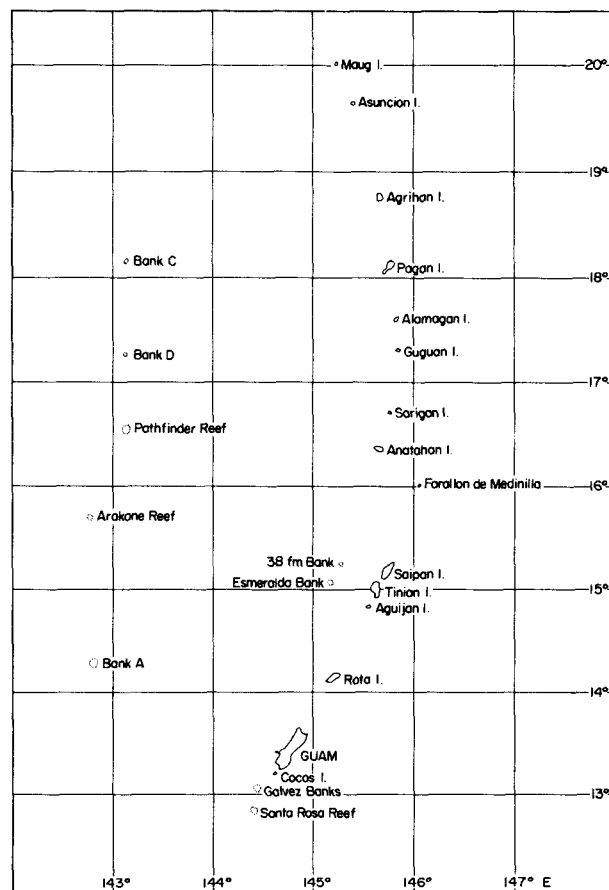 Maug I.
20°
Asuncion I.
19°
Agrihan I.
Bank C
Pagan I.
18°
Alamagan I.
Bank D
Guguan I.
17°
Sarigan I.
Pathfinder Reef
Anatahan I.
Farallon de Medinilla
16°
Arakane Reef
38 fm Bank
Saipan I.
Esmeralda Bank
15°
Tinian I.
Aguijan I.
Bank A
Rota I.
14°
GUAM
Cocos I.
Galvez Banks
13°
Santa Rosa Reef
143° 144° 145° 146° 147° E